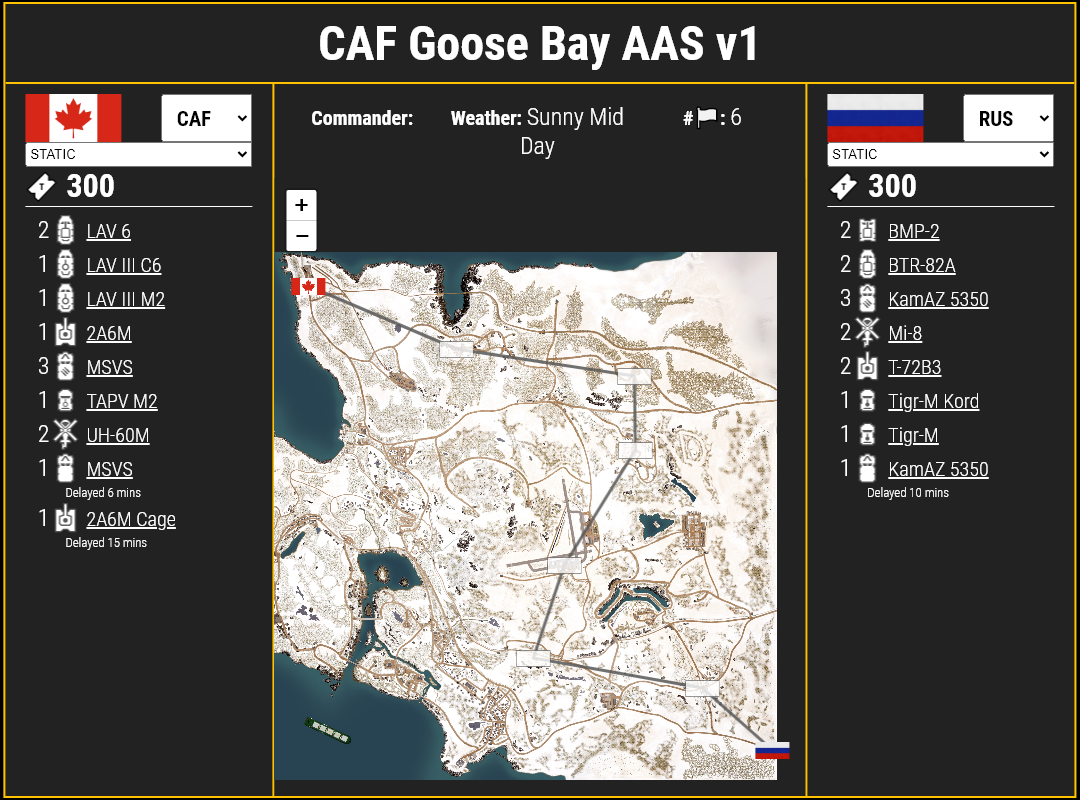 CAF Goose Bay AAS v1
CAF
STATIC
300
2 LAV 6
1 LAV III C6
1 LAV III M2
1 2A6M
3 MSVS
1 TAPV M2
2 UH-60M
1 MSVS
Delayed 6 mins
1 2A6M Cage
Delayed 15 mins
Commander:
Weather: Sunny Mid
Day
# : 6
+
−
RUS
STATIC
300
2 BMP-2
2 BTR-82A
3 KamAZ 5350
2 Mi-8
2 T-72B3
1 Tigr-M Kord
1 Tigr-M
1 KamAZ 5350
Delayed 10 mins